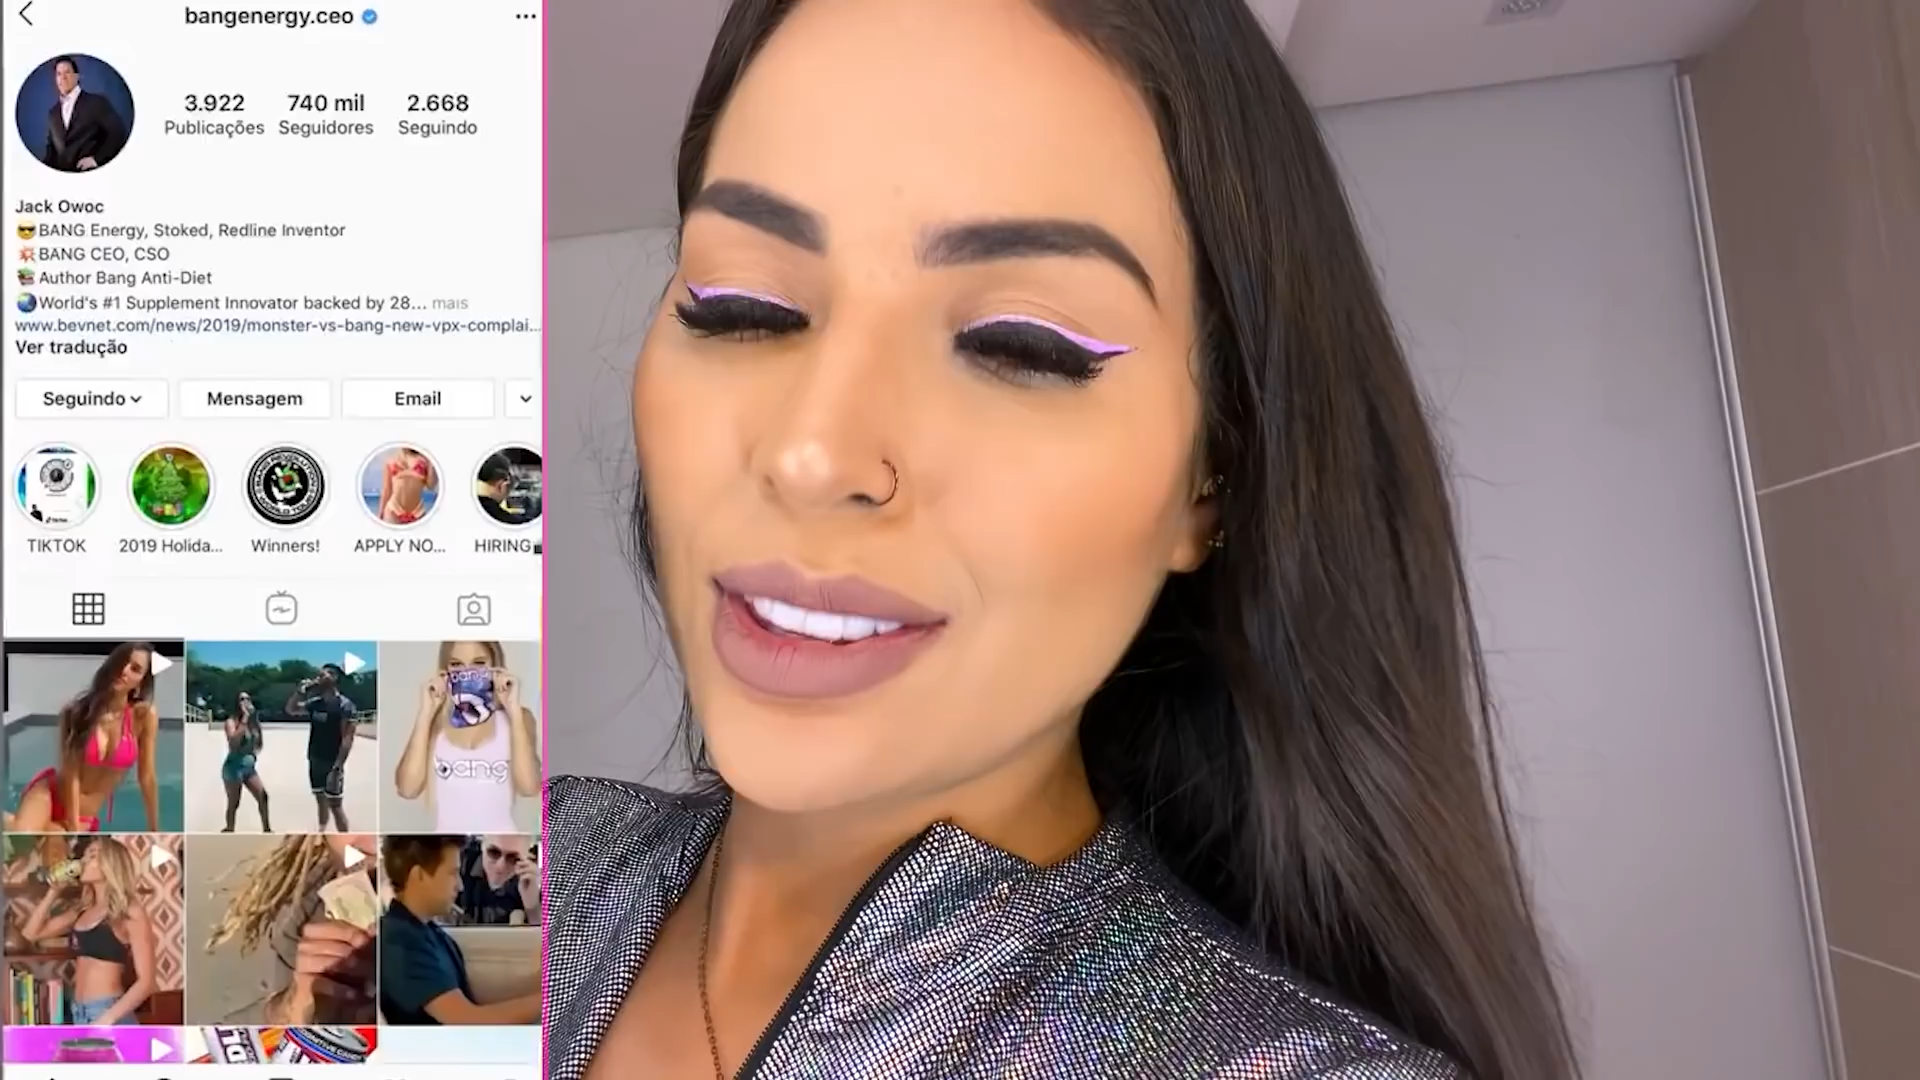 bangenergy.ceo
3.922 740 mil 2.668
Publicações Seguidores Seguindo
Jack Owoc
BANG Energy, Stoked, Redline Inventor
BANG CEO, CSO
Author Bang Anti-Diet
World's #1 Supplement Innovator backed by 28... mais
www.bevnet.com/news/2019/monster-vs-bang-new-vpx-complai...
Ver tradução
Seguindo Mensagem Email
TIKTOK 2019 Holida... Winners! APPLY NO... HIRING
bang
bang